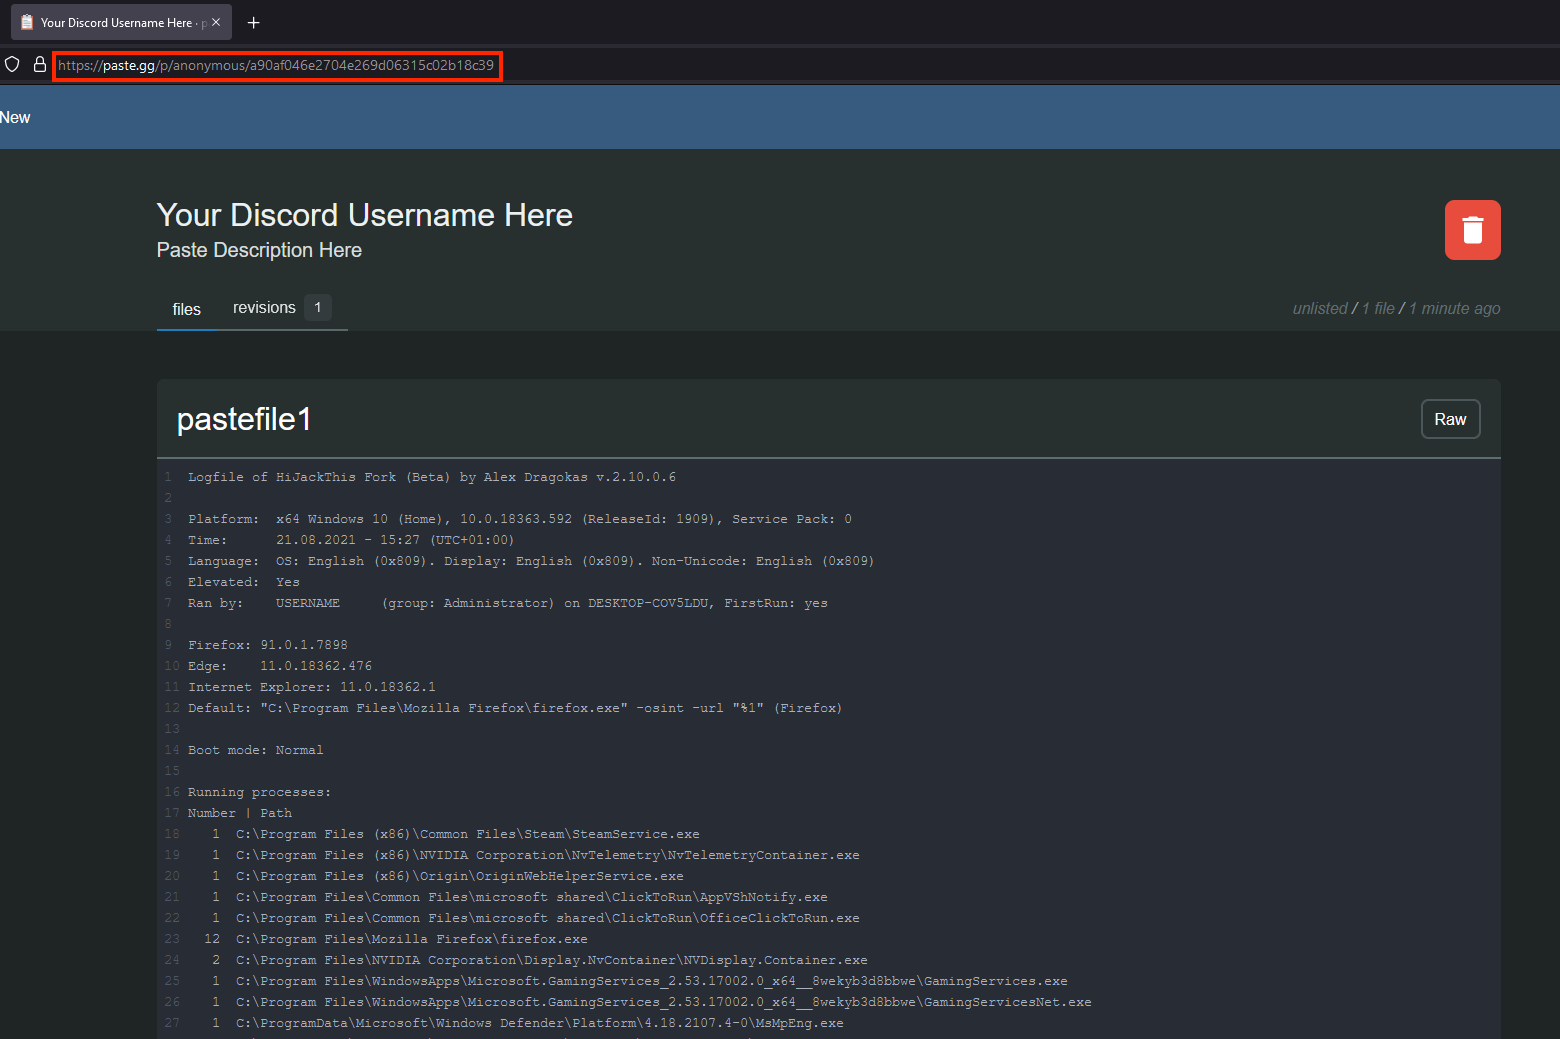 Your Discord Username Here · p
https://paste.gg/p/anonymous/a90af046e2704e269d06315c02b18c39
New
Your Discord Username Here
Paste Description Here
files revisions 1
unlisted / 1 file / 1 minute ago
pastefile1
Raw
1 Logfile of HiJackThis Fork (Beta) by Alex Dragokas v.2.10.0.6
2
3 Platform: x64 Windows 10 (Home), 10.0.18363.592 (ReleaseId: 1909), Service Pack: 0
4 Time: 21.08.2021 - 15:27 (UTC+01:00)
5 Language: OS: English (0x809). Display: English (0x809). Non-Unicode: English (0x809)
6 Elevated: Yes
7 Ran by: USERNAME (group: Administrator) on DESKTOP-COV5LDU, FirstRun: yes
8
9 Firefox: 91.0.1.7898
10 Edge: 11.0.18362.476
11 Internet Explorer: 11.0.18362.1
12 Default: "C:\Program Files\Mozilla Firefox\firefox.exe" -osint -url "%1" (Firefox)
13
14 Boot mode: Normal
15
16 Running processes:
17 Number | Path
18 1 C:\Program Files (x86)\Common Files\Steam\SteamService.exe
19 1 C:\Program Files (x86)\NVIDIA Corporation\NvTelemetry\NvTelemetryContainer.exe
20 1 C:\Program Files (x86)\Origin\OriginWebHelperService.exe
21 1 C:\Program Files\Common Files\microsoft shared\ClickToRun\AppVShNotify.exe
22 1 C:\Program Files\Common Files\microsoft shared\ClickToRun\OfficeClickToRun.exe
23 12 C:\Program Files\Mozilla Firefox\firefox.exe
24 2 C:\Program Files\NVIDIA Corporation\Display.NvContainer\NVDisplay.Container.exe
25 1 C:\Program Files\WindowsApps\Microsoft.GamingServices_2.53.17002.0_x64__8wekyb3d8bbwe\GamingServices.exe
26 1 C:\Program Files\WindowsApps\Microsoft.GamingServices_2.53.17002.0_x64__8wekyb3d8bbwe\GamingServicesNet.exe
27 1 C:\ProgramData\Microsoft\Windows Defender\Platform\4.18.2107.4-0\MsMpEng.exe